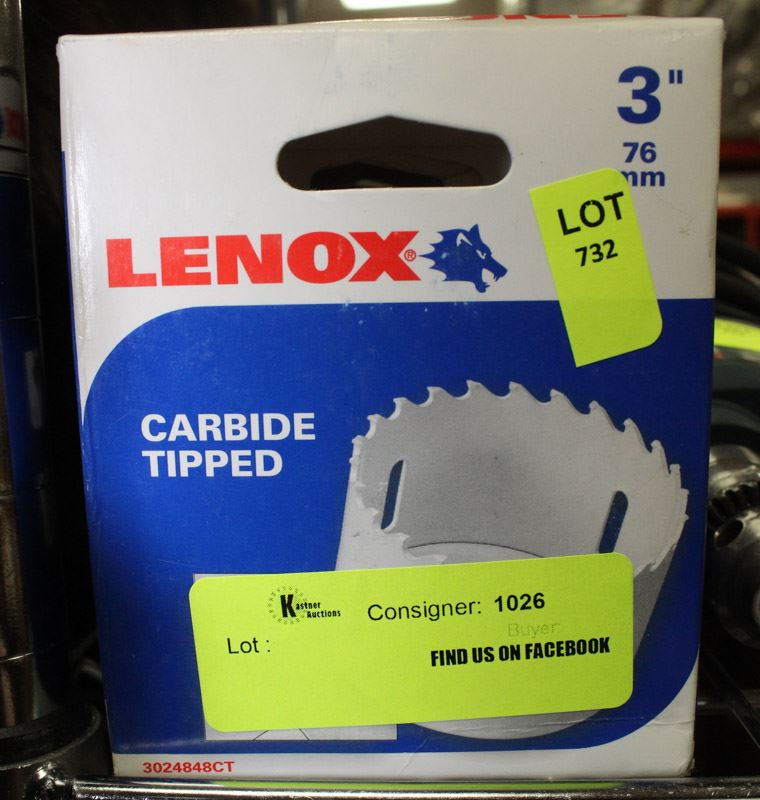 3"
76
mm
LOT
732
LENOX®
CARBIDE
TIPPED
Kastner
Auctions
Consigner: 1026
Buyer:
Lot :
FIND US ON FACEBOOK
3024848CT